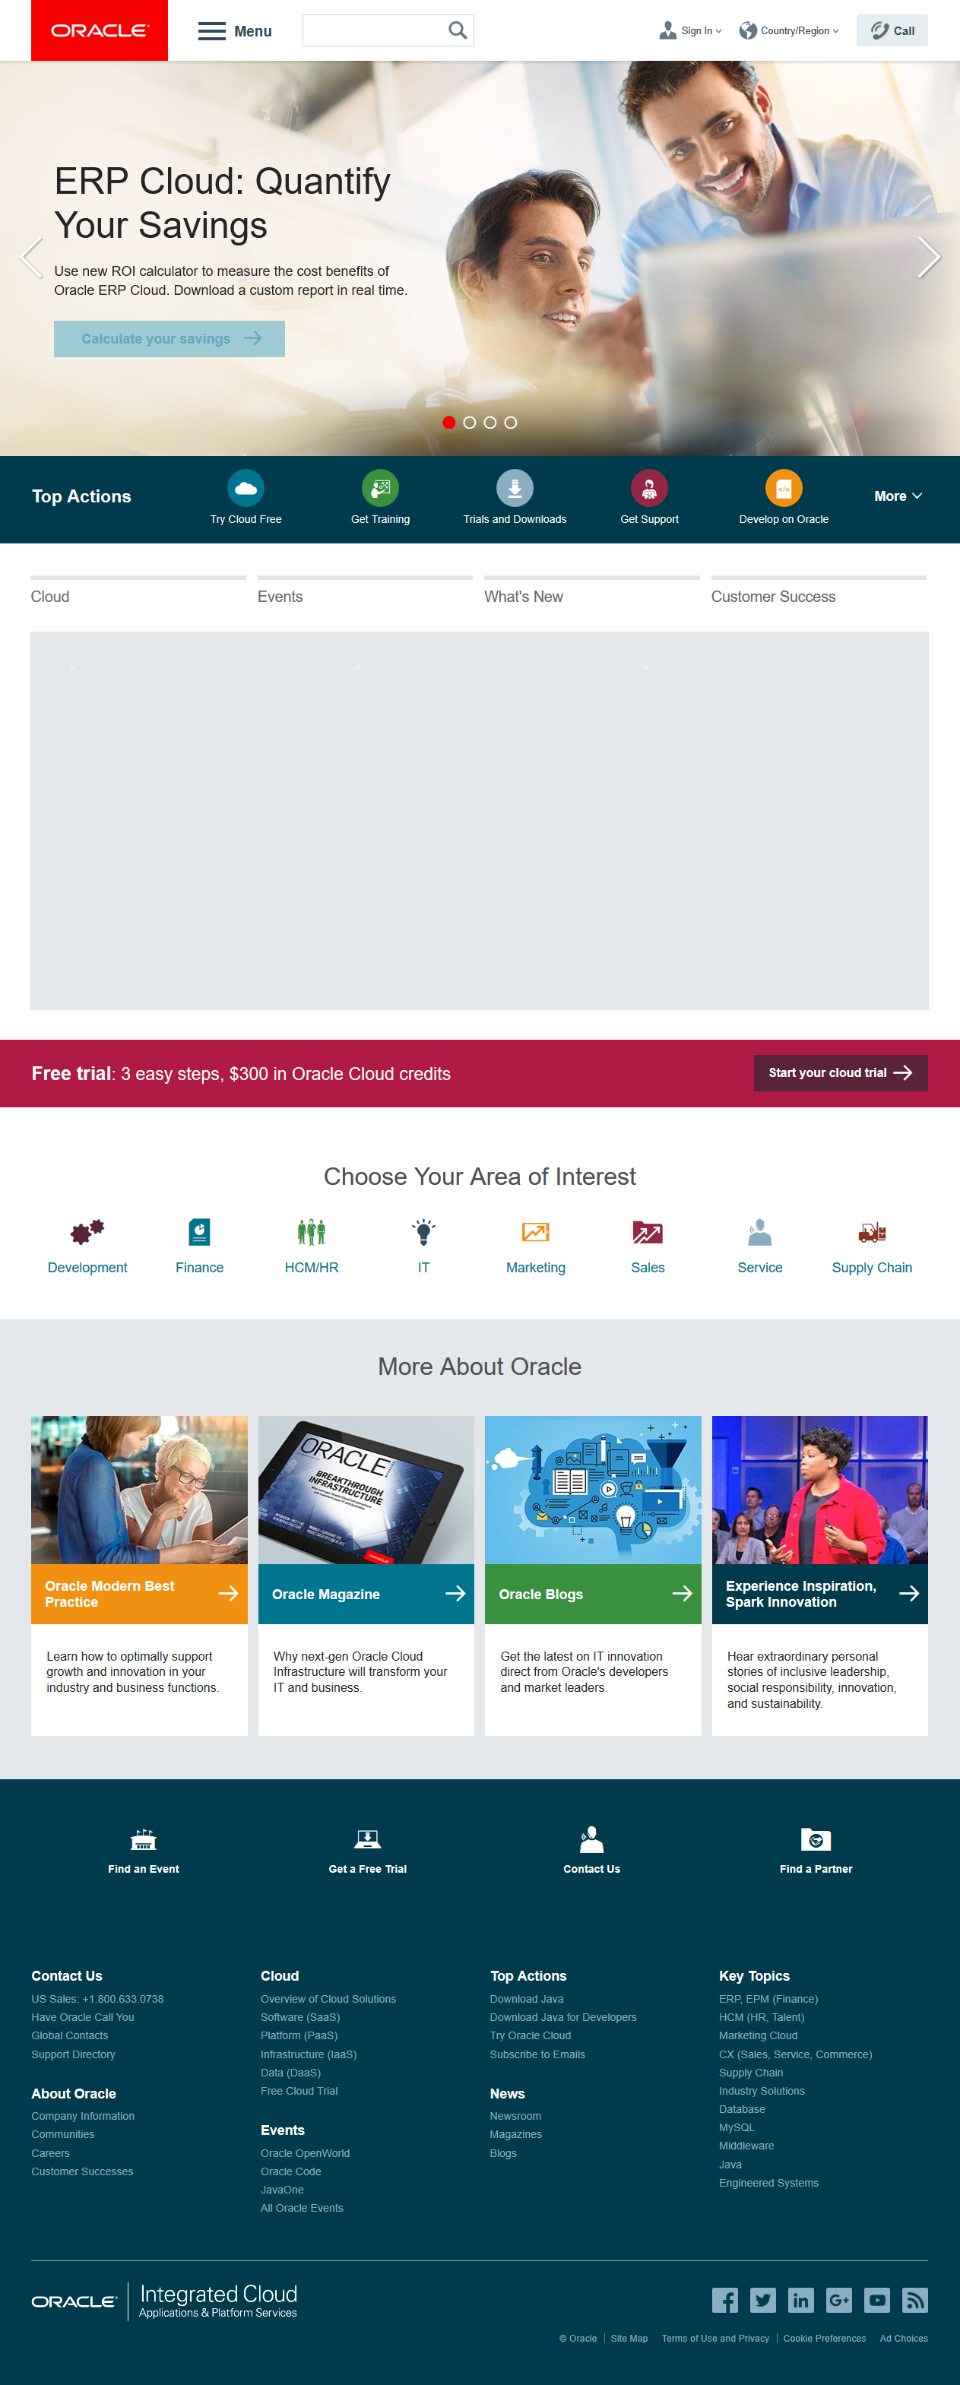 ORACLE
Menu
Sign In
Country/Region
Call
ERP Cloud: Quantify
Your Savings
Use new ROI calculator to measure the cost benefits of
Oracle ERP Cloud. Download a custom report in real time.
Calculate your savings
Top Actions
Try Cloud Free
Get Training
Trials and Downloads
Get Support
Develop on Oracle
More
Cloud
Events
What's New
Customer Success
Free trial: 3 easy steps, $300 in Oracle Cloud credits
Start your cloud trial
Choose Your Area of Interest
Development
Finance
HCM/HR
IT
Marketing
Sales
Service
Supply Chain
More About Oracle
ORACLE
BREAKTHROUGH
INFRASTRUCTURE
Oracle Modern Best
Practice
Learn how to optimally support
growth and innovation in your
industry and business functions.
Oracle Magazine
Why next-gen Oracle Cloud
Infrastructure will transform your
IT and business.
Oracle Blogs
Get the latest on IT innovation
direct from Oracle's developers
and market leaders.
Experience Inspiration,
Spark Innovation
Hear extraordinary personal
stories of inclusive leadership,
social responsibility, innovation,
and sustainability.
Find an Event
Get a Free Trial
Contact Us
Find a Partner
Contact Us
US Sales: +1.800.633.0738
Have Oracle Call You
Global Contacts
Support Directory
About Oracle
Company Information
Communities
Careers
Customer Successes
Cloud
Overview of Cloud Solutions
Software (SaaS)
Platform (PaaS)
Infrastructure (IaaS)
Data (DaaS)
Free Cloud Trial
Events
Oracle OpenWorld
Oracle Code
JavaOne
All Oracle Events
Top Actions
Download Java
Download Java for Developers
Try Oracle Cloud
Subscribe to Emails
News
Newsroom
Magazines
Blogs
Key Topics
ERP, EPM (Finance)
HCM (HR, Talent)
Marketing Cloud
CX (Sales, Service, Commerce)
Supply Chain
Industry Solutions
Database
MySQL
Middleware
Java
Engineered Systems
ORACLE
Integrated Cloud
Applications & Platform Services
© Oracle
Site Map
Terms of Use and Privacy
Cookie Preferences
Ad Choices